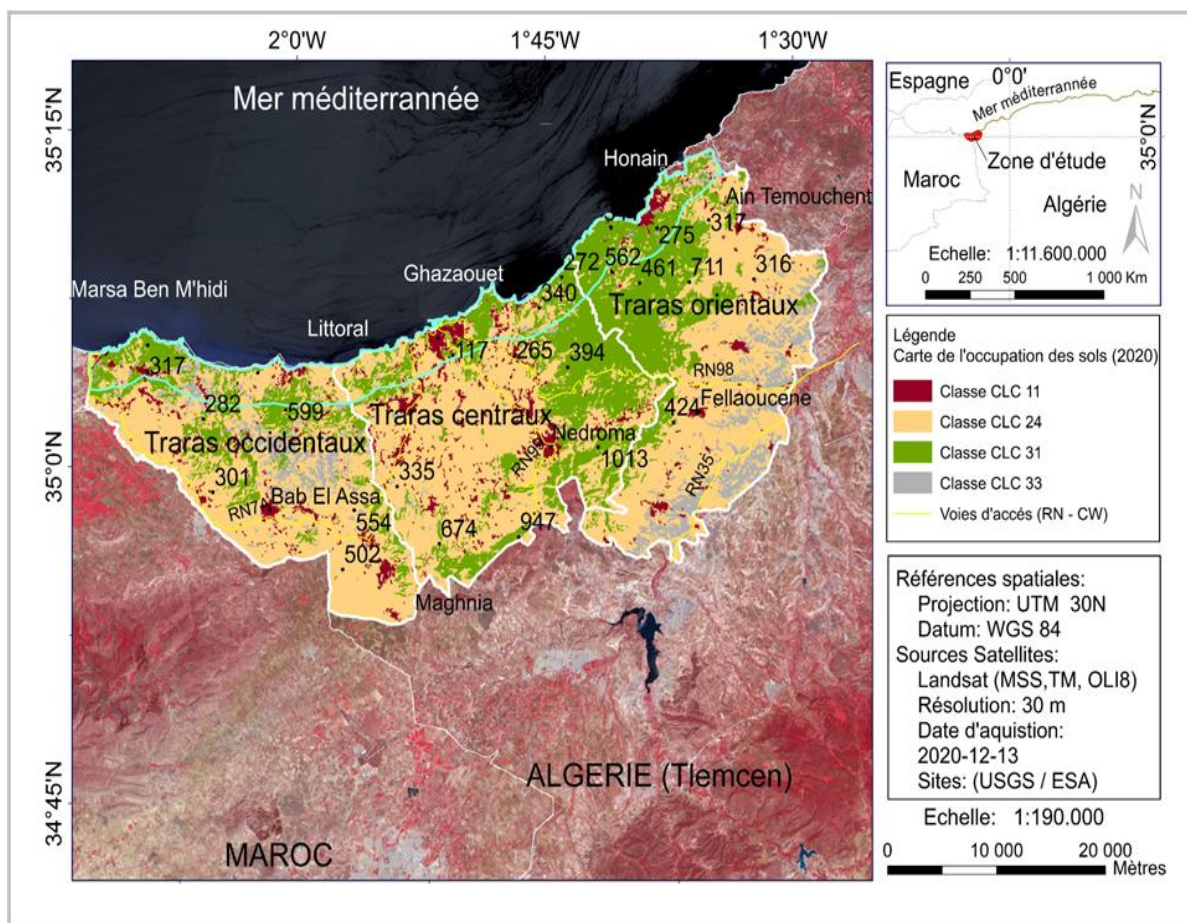 2°0'W
1°45'W
1°30'W
35°15'N
35°0'N
34°45'N
Mer méditerrannée
Honain
Ain Temouchent
317
275
272
562
461
711
316
Ghazaouet
340
Traras orientaux
Marsa Ben M'hidi
Littoral
317
117
265
394
RN98
282
599
Traras centraux
424
Fellaoucene
Traras occidentaux
Nedroma
335
1013
301
RN35
Bab El Assa
554
947
674
502
Maghnia
ALGERIE (Tlemcen)
MAROC
Espagne
0°0'
Mer méditerrannée
35°0'N
Zone d'étude
Maroc
Algérie
N
Echelle: 1:11.600.000
0 250 500 1 000 Km
Légende
Carte de l'occupation des sols (2020)
Classe CLC 11
Classe CLC 24
Classe CLC 31
Classe CLC 33
Voies d'accés (RN - CW)
Références spatiales:
Projection: UTM 30N
Datum: WGS 84
Sources Satellites:
Landsat (MSS,TM, OLI8)
Résolution: 30 m
Date d'aquistion:
2020-12-13
Sites: (USGS / ESA)
Echelle: 1:190.000
0 10 000 20 000 Mètres